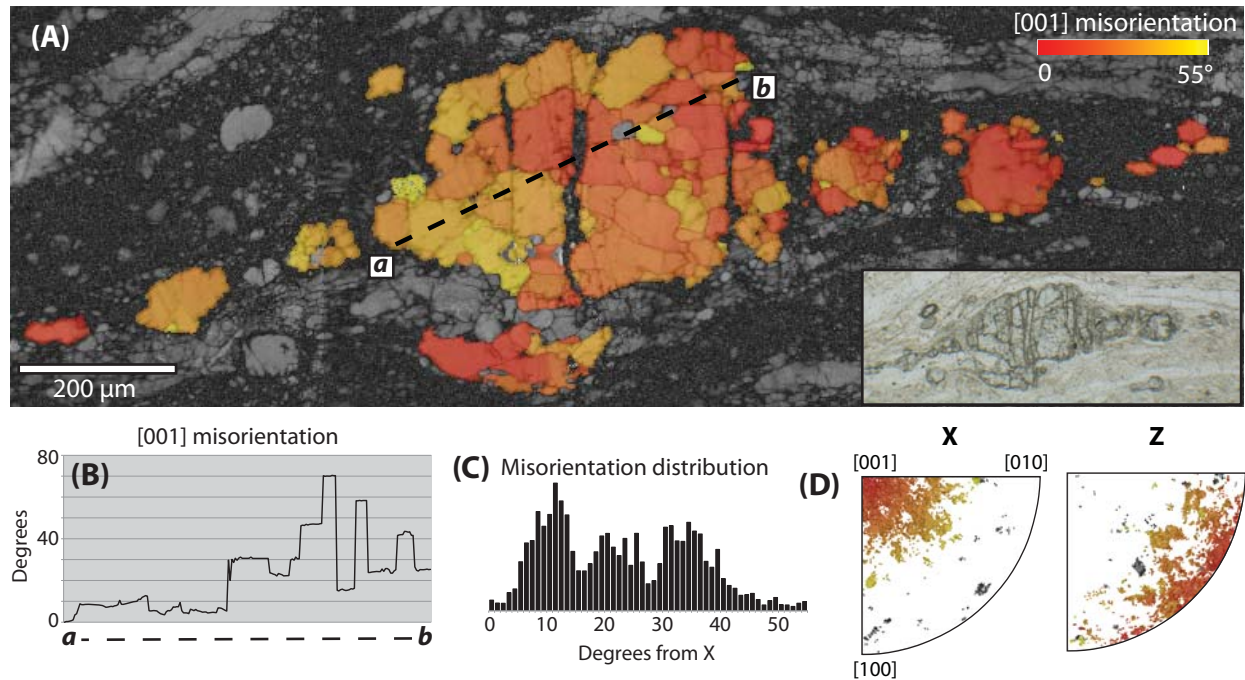 (A)
[001] misorientation
0 55°
b
a
200 µm
[001] misorientation
(B)
80
40
0
Degrees
a b
(C) Misorientation distribution
0 10 20 30 40 50
Degrees from X
(D)
X Z
[001] [010]
[100]